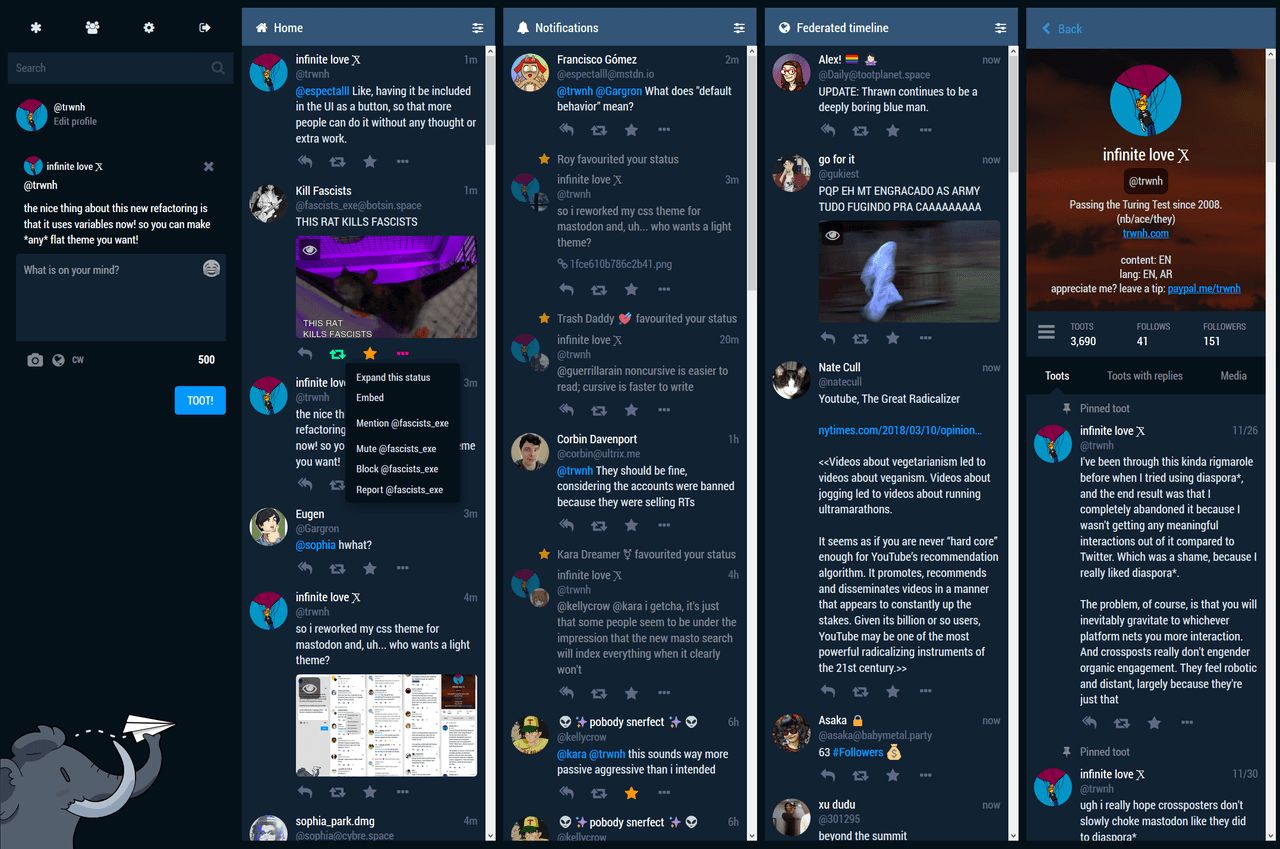 Search
@trwnh
Edit profile
infinite love 𝕏
@trwnh
the nice thing about this new refactoring is
that it uses variables now! so you can make
*any* flat theme you want!
What is on your mind?
CW
500
TOOT!
Home
infinite love 𝕏
1m
@trwnh
@espectalll Like, having it be included
in the UI as a button, so that more
people can do it without any thought or
extra work.
Kill Fascists
1m
@fascists_exe@botsin.space
THIS RAT KILLS FASCISTS
THIS RAT
KILLS FASCISTS
Expand this status
Embed
Mention @fascists_exe
Mute @fascists_exe
Block @fascists_exe
Report @fascists_exe
infinite lov
3m
@trwnh
the nice th
refactoring
now! so yo
eme
you want!
Eugen
3m
@Gargron
@sophia hwhat?
infinite love 𝕏
4m
@trwnh
so i reworked my css theme for
mastodon and, uh... who wants a light
theme?
sophia_park.dmg
4m
@sophia@cybre.space
Notifications
Francisco Gómez
2m
@espectalll@mstdn.io
@trwnh @Gargron What does "default
behavior" mean?
Roy favourited your status
infinite love 𝕏
3m
@trwnh
so i reworked my css theme for
mastodon and, uh... who wants a light
theme?
1fce610b786c2b41.png
Trash Daddy 💘 favourited your status
infinite love 𝕏
20m
@trwnh
@guerrillarain noncursive is easier to
read; cursive is faster to write
Corbin Davenport
1h
@corbin@ultrix.me
@trwnh They should be fine,
considering the accounts were banned
because they were selling RTs
Kara Dreamer ⚧ favourited your status
infinite love 𝕏
4h
@trwnh
@kellycrow @kara i getcha, it's just
that some people seem to be under the
impression that the new masto search
will index everything when it clearly
won't
👽 ✨ pobody snerfect ✨ 👽
6h
@kellycrow
@kara @trwnh this sounds way more
passive aggressive than i intended
👽 ✨ pobody snerfect ✨ 👽
6h
@kellycrow
Federated timeline
Alex! 🏳️‍🌈
now
@Daily@tootplanet.space
UPDATE: Thrawn continues to be a
deeply boring blue man.
go for it
now
@gukiest
PQP EH MT ENGRACADO AS ARMY
TUDO FUGINDO PRA CAAAAAAAAA
Nate Cull
now
@natecull
Youtube, The Great Radicalizer
nytimes.com/2018/03/10/opinion...
<<Videos about vegetarianism led to
videos about veganism. Videos about
jogging led to videos about running
ultramarathons.
It seems as if you are never “hard core”
enough for YouTube’s recommendation
algorithm. It promotes, recommends
and disseminates videos in a manner
that appears to constantly up the
stakes. Given its billion or so users,
YouTube may be one of the most
powerful radicalizing instruments of
the 21st century.>>
Asaka 🔒
now
@asaka@babymetal.party
63 #Followers 💰
xu dudu
now
@301295
beyond the summit
Back
infinite love 𝕏
@trwnh
Passing the Turing Test since 2008.
(nb/ace/they)
trwnh.com
content: EN
lang: EN, AR
appreciate me? leave a tip: paypal.me/trwnh
TOOTS
3,690
FOLLOWS
41
FOLLOWERS
151
Toots
Toots with replies
Media
Pinned toot
infinite love 𝕏
11/26
@trwnh
I've been through this kinda rigmarole
before when I tried using diaspora*,
and the end result was that I
completely abandoned it because I
wasn't getting any meaningful
interactions out of it compared to
Twitter. Which was a shame, because I
really liked diaspora*.
The problem, of course, is that you will
inevitably gravitate to whichever
platform nets you more interaction.
And crossposts really don't engender
organic engagement. They feel robotic
and distant, largely because they're
just that
Pinned toot
infinite love 𝕏
11/30
@trwnh
ugh i really hope crossposters don't
slowly choke mastodon like they did
to diaspora*